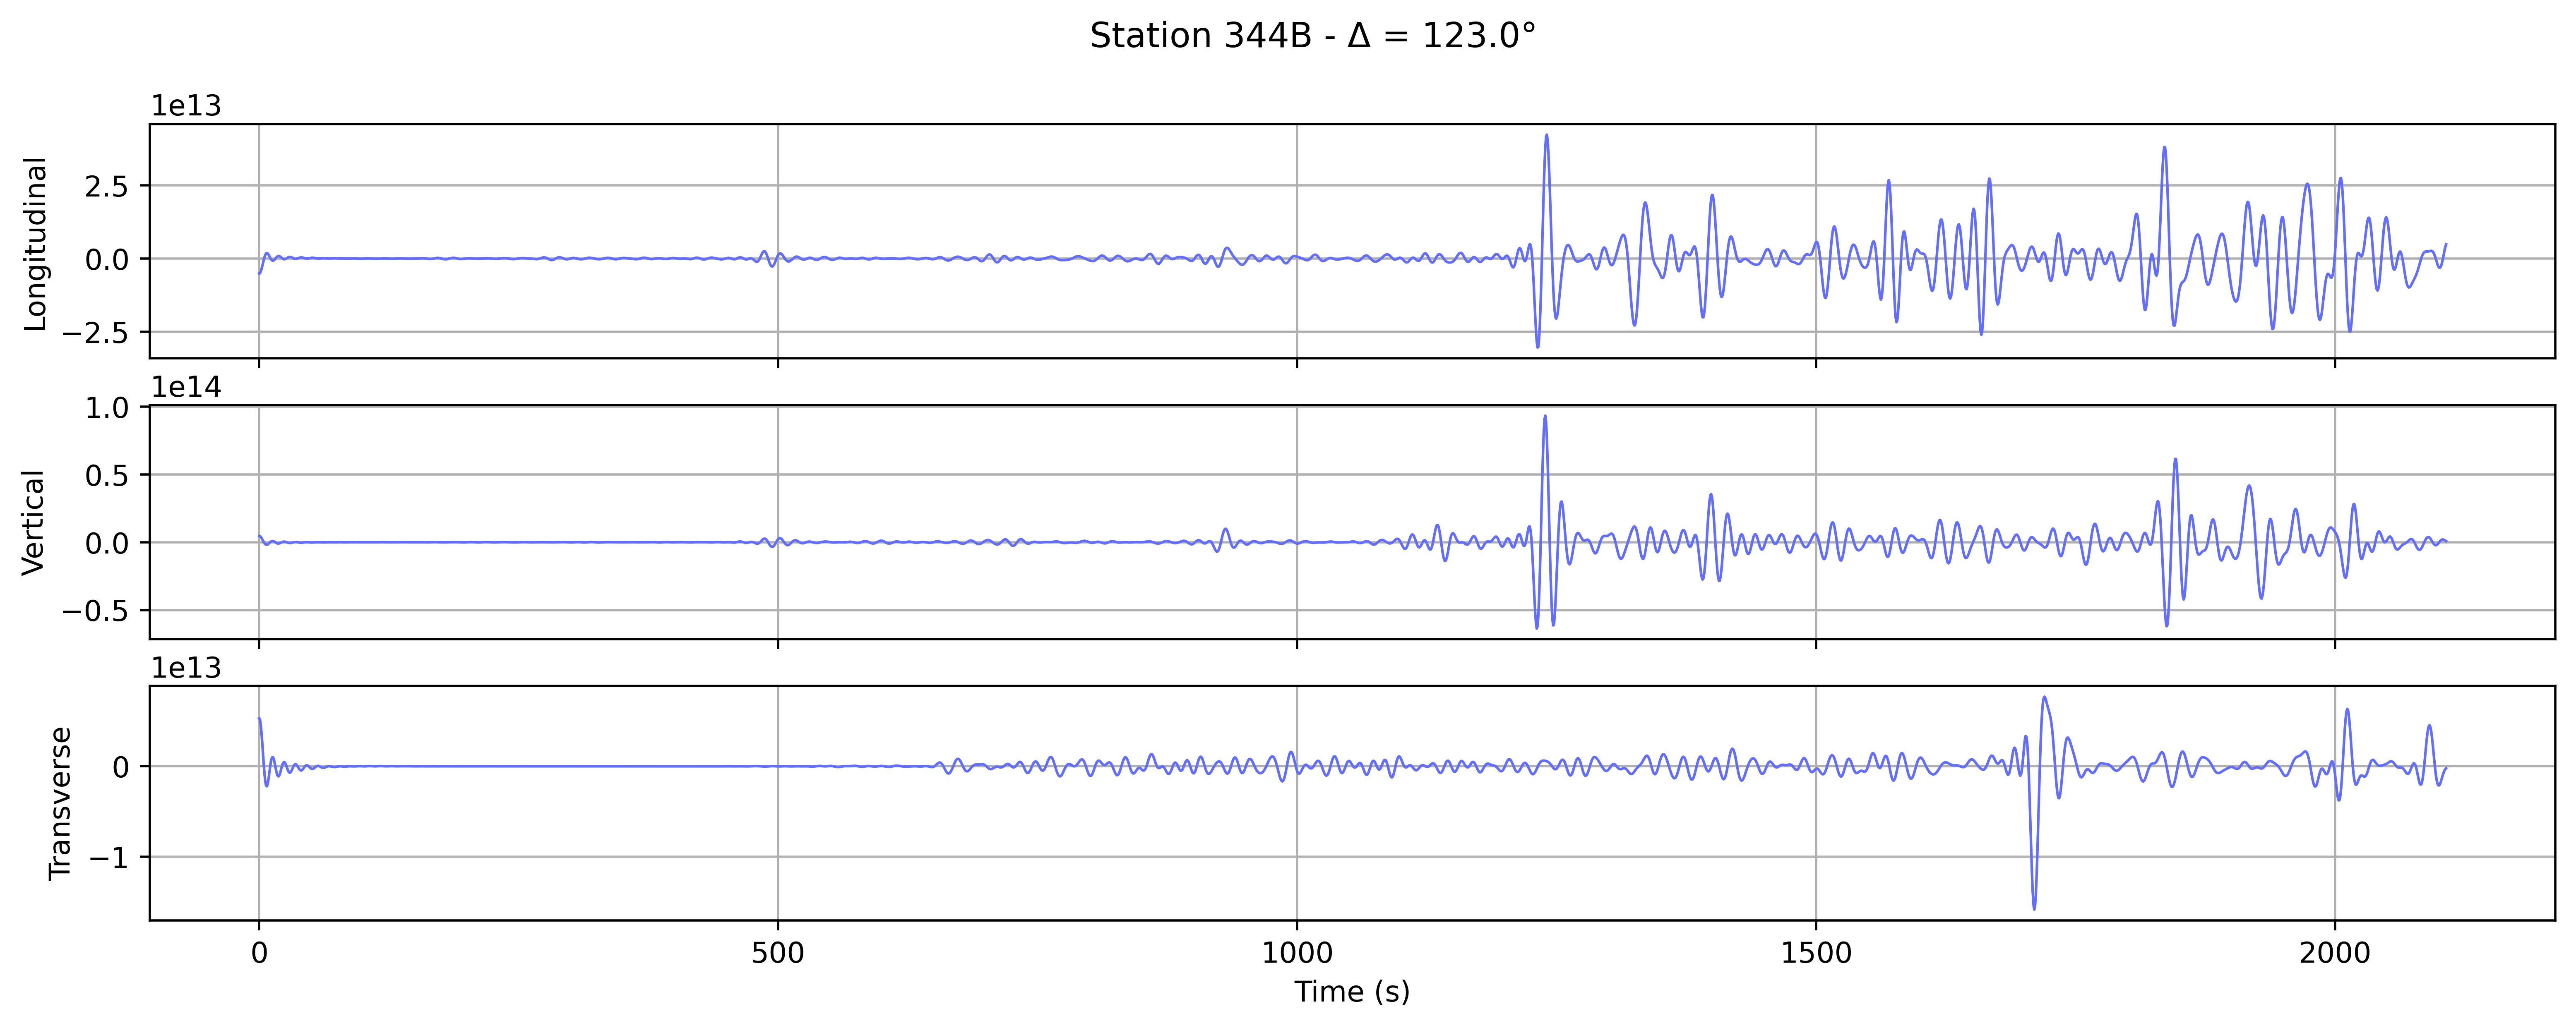 Station 344B - Δ = 123.0°
1e13
Longitudinal
2.5
0.0
−2.5
1e14
Vertical
1.0
0.5
0.0
−0.5
1e13
Transverse
0
−1
0 500 1000 1500 2000
Time (s)